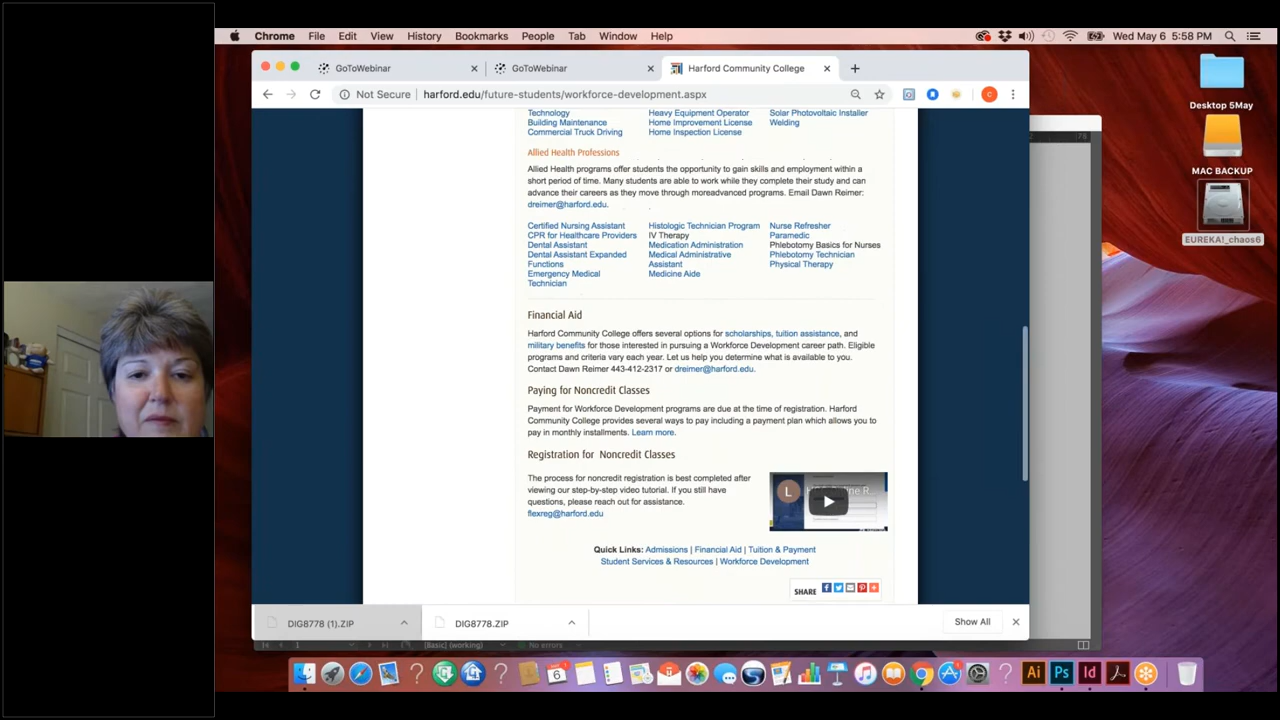 Chrome File Edit View History Bookmarks People Tab Window Help
Wed May 6 5:58 PM
GoToWebinar
GoToWebinar
Harford Community College
Not Secure harford.edu/future-students/workforce-development.aspx
C
Desktop 5May
MAC BACKUP
EUREKA!_chaos6
Technology
Building Maintenance
Commercial Truck Driving
Heavy Equipment Operator
Home Improvement License
Home Inspection License
Solar Photovoltaic Installer
Welding
Allied Health Professions
Allied Health programs offer students the opportunity to gain skills and employment within a
short period of time. Many students are able to work while they complete their study and can
advance their careers as they move through moreadvanced programs. Email Dawn Reimer:
dreimer@harford.edu.
Certified Nursing Assistant
CPR for Healthcare Providers
Dental Assistant
Dental Assistant Expanded
Functions
Emergency Medical
Technician
Histologic Technician Program
IV Therapy
Medication Administration
Medical Administrative
Assistant
Medicine Aide
Nurse Refresher
Paramedic
Phlebotomy Basics for Nurses
Phlebotomy Technician
Physical Therapy
Financial Aid
Harford Community College offers several options for scholarships, tuition assistance, and
military benefits for those interested in pursuing a Workforce Development career path. Eligible
programs and criteria vary each year. Let us help you determine what is available to you.
Contact Dawn Reimer 443-412-2317 or dreimer@harford.edu.
Paying for Noncredit Classes
Payment for Workforce Development programs are due at the time of registration. Harford
Community College provides several ways to pay including a payment plan which allows you to
pay in monthly installments. Learn more.
Registration for Noncredit Classes
The process for noncredit registration is best completed after
viewing our step-by-step video tutorial. If you still have
questions, please reach out for assistance.
flexreg@harford.edu
L
Quick Links: Admissions | Financial Aid | Tuition & Payment
Student Services & Resources | Workforce Development
SHARE
DIG8778 (1).ZIP
DIG8778.ZIP
Show All
1
[Basic] (working)
No errors
6
Ai Ps Id